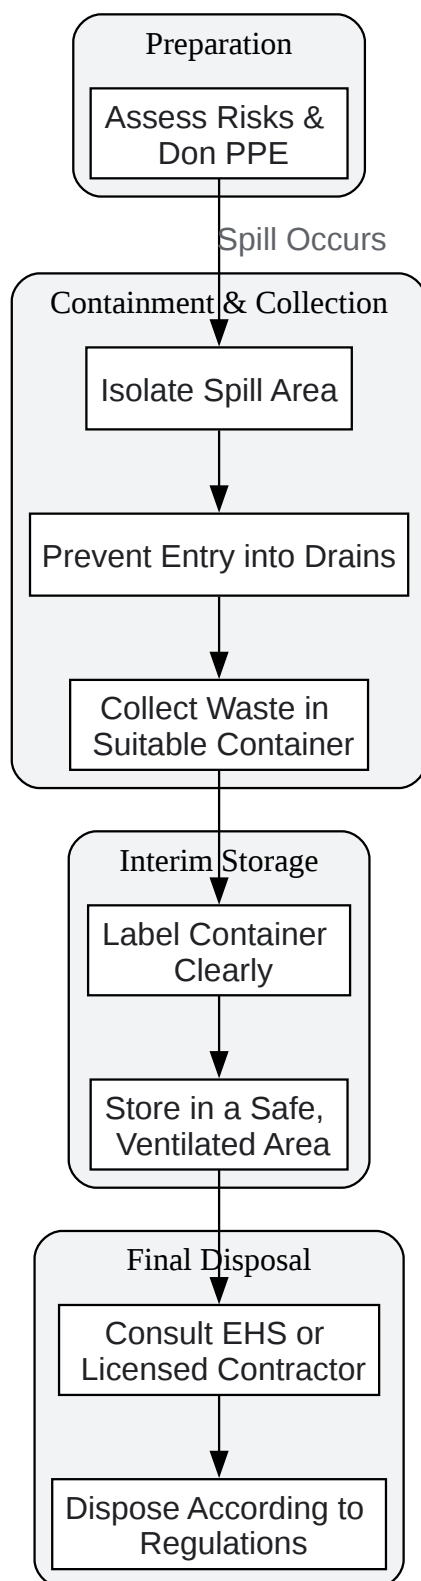 Preparation
Assess Risks &
Don PPE
Spill Occurs
Containment & Collection
Isolate Spill Area
Prevent Entry into Drains
Collect Waste in
Suitable Container
Interim Storage
Label Container
Clearly
Store in a Safe,
Ventilated Area
Final Disposal
Consult EHS or
Licensed Contractor
Dispose According to
Regulations